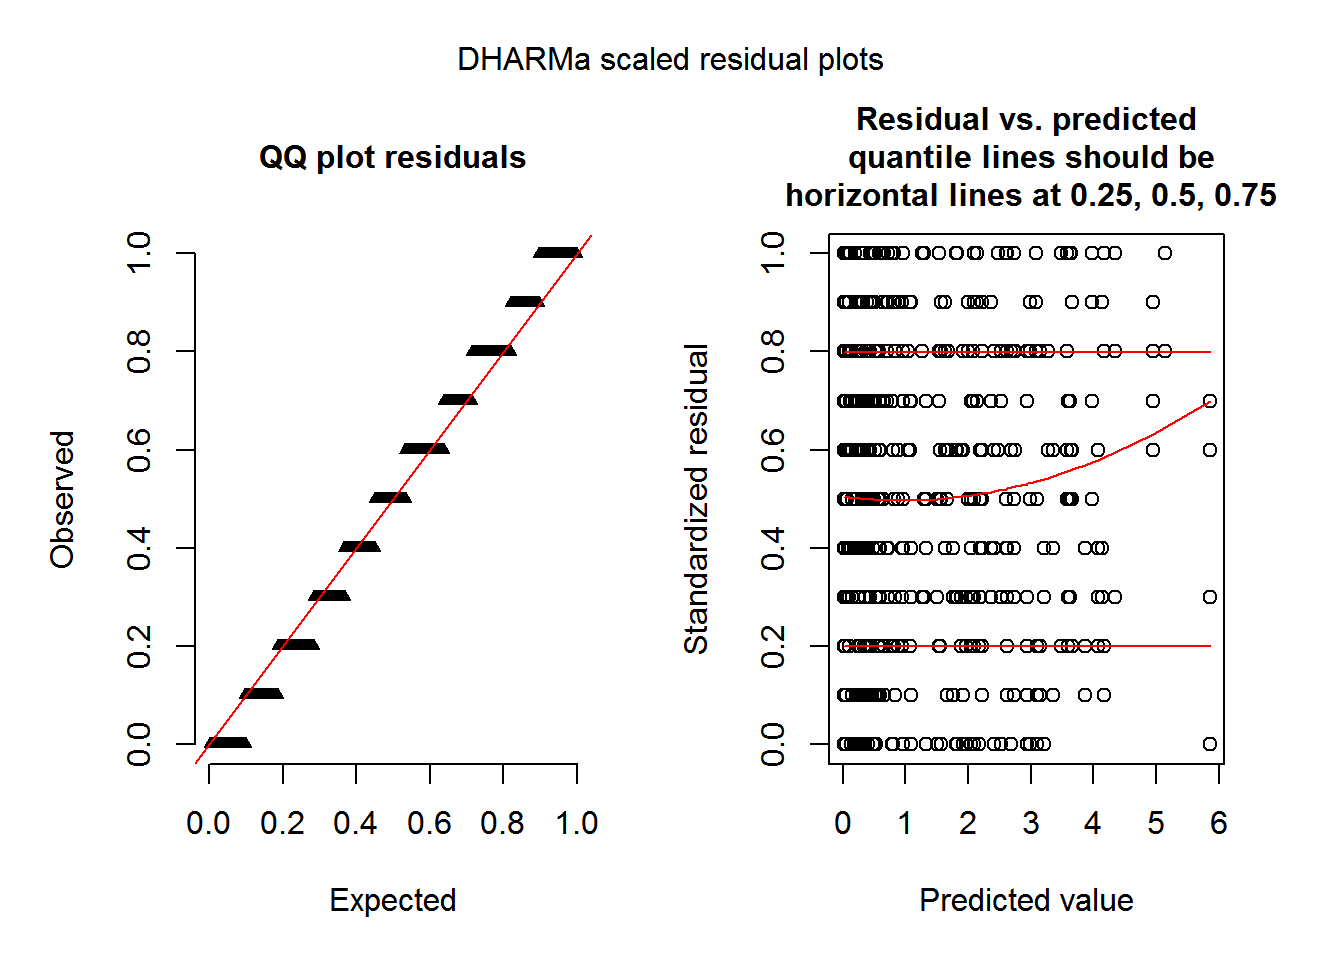 DHARMa scaled residual plots
QQ plot residuals
Observed
0.0 0.2 0.4 0.6 0.8 1.0
0.0 0.2 0.4 0.6 0.8 1.0
Expected
Residual vs. predicted
quantile lines should be
horizontal lines at 0.25, 0.5, 0.75
Standardized residual
0.0 0.2 0.4 0.6 0.8 1.0
0 1 2 3 4 5 6
Predicted value